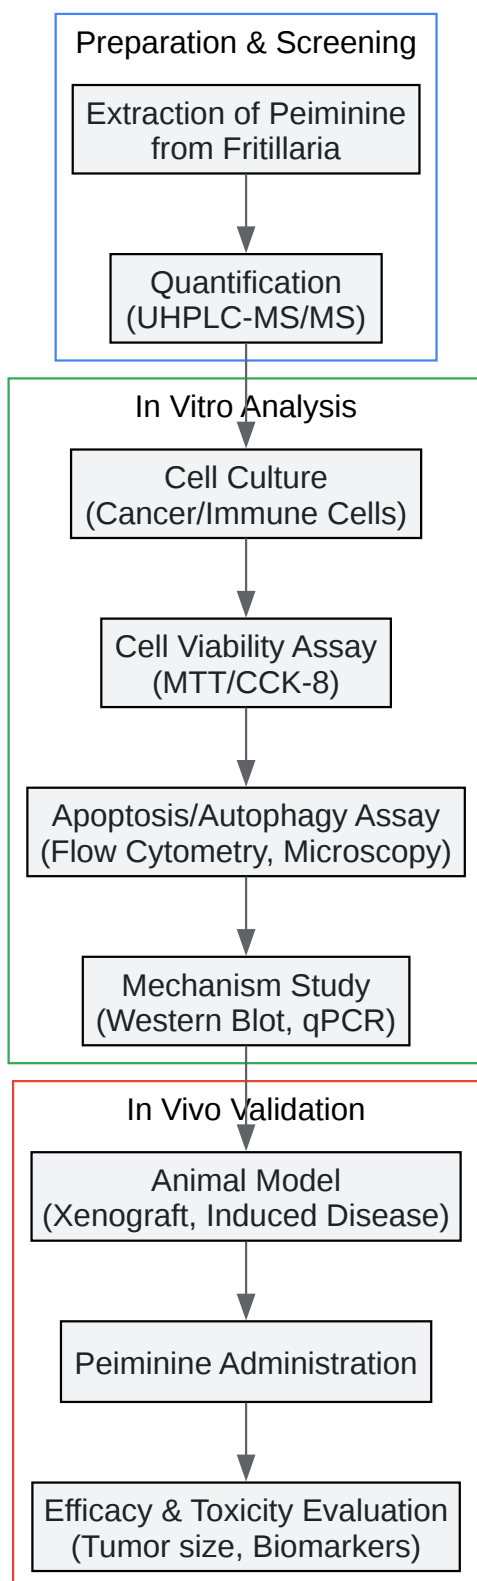 Preparation & Screening
Extraction of Peiminine
from Fritillaria
Quantification
(UHPLC-MS/MS)
In Vitro Analysis
Cell Culture
(Cancer/Immune Cells)
Cell Viability Assay
(MTT/CCK-8)
Apoptosis/Autophagy Assay
(Flow Cytometry, Microscopy)
Mechanism Study
(Western Blot, qPCR)
In Vivo Validation
Animal Model
(Xenograft, Induced Disease)
Peiminine Administration
Efficacy & Toxicity Evaluation
(Tumor size, Biomarkers)